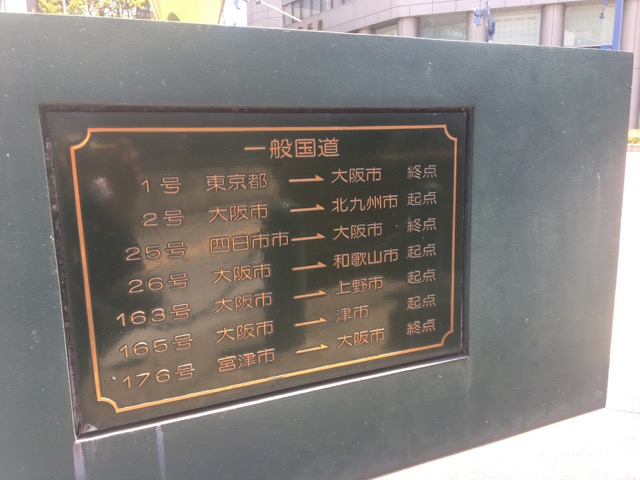 一般国道
1号 東京都 → 大阪市 終点
2号 大阪市 → 北九州市 起点
25号 四日市市 → 大阪市 終点
26号 大阪市 → 和歌山市 起点
163号 大阪市 → 上野市 起点
165号 大阪市 → 津市 起点
176号 宮津市 → 大阪市 終点